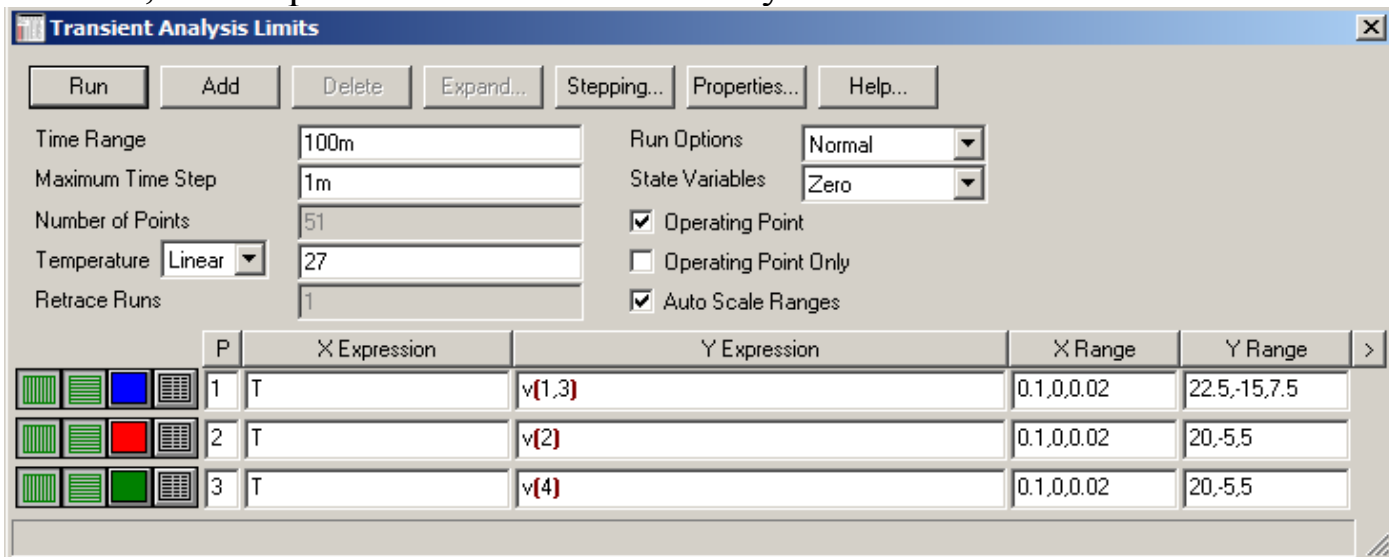 Transient Analysis Limits
Run Add Delete Expand... Stepping... Properties... Help...
Time Range 100m Run Options Normal
Maximum Time Step 1m State Variables Zero
Number of Points 51 Operating Point
Temperature Linear 27 Operating Point Only
Retrace Runs 1 Auto Scale Ranges
P X Expression Y Expression X Range Y Range >
1 T v(1,3) 0.1,0,0.02 22.5,-15,7.5
2 T v(2) 0.1,0,0.02 20,-5,5
3 T v(4) 0.1,0,0.02 20,-5,5